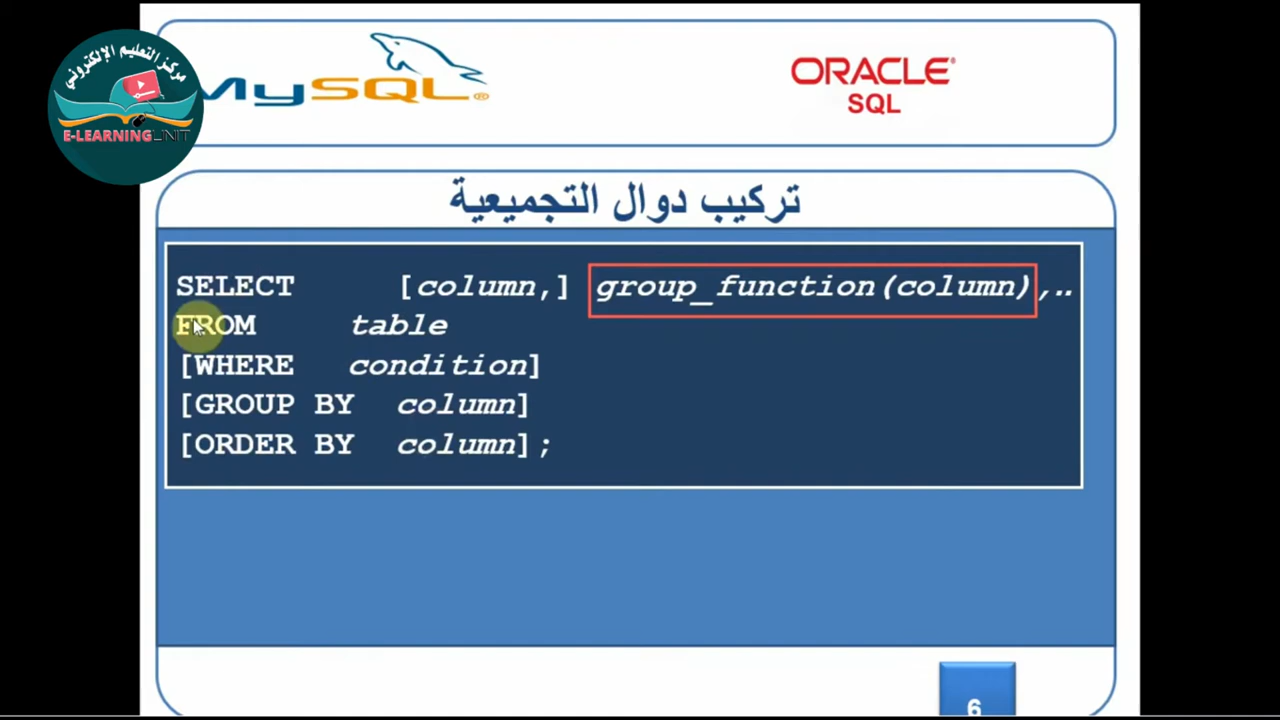 مركز التعليم الإلكتروني
E-LEARNING UNIT
MySQL®
ORACLE®
SQL
تركيب دوال التجميعية
SELECT [column,] group_function(column),..
FROM table
[WHERE condition]
[GROUP BY column]
[ORDER BY column];
6